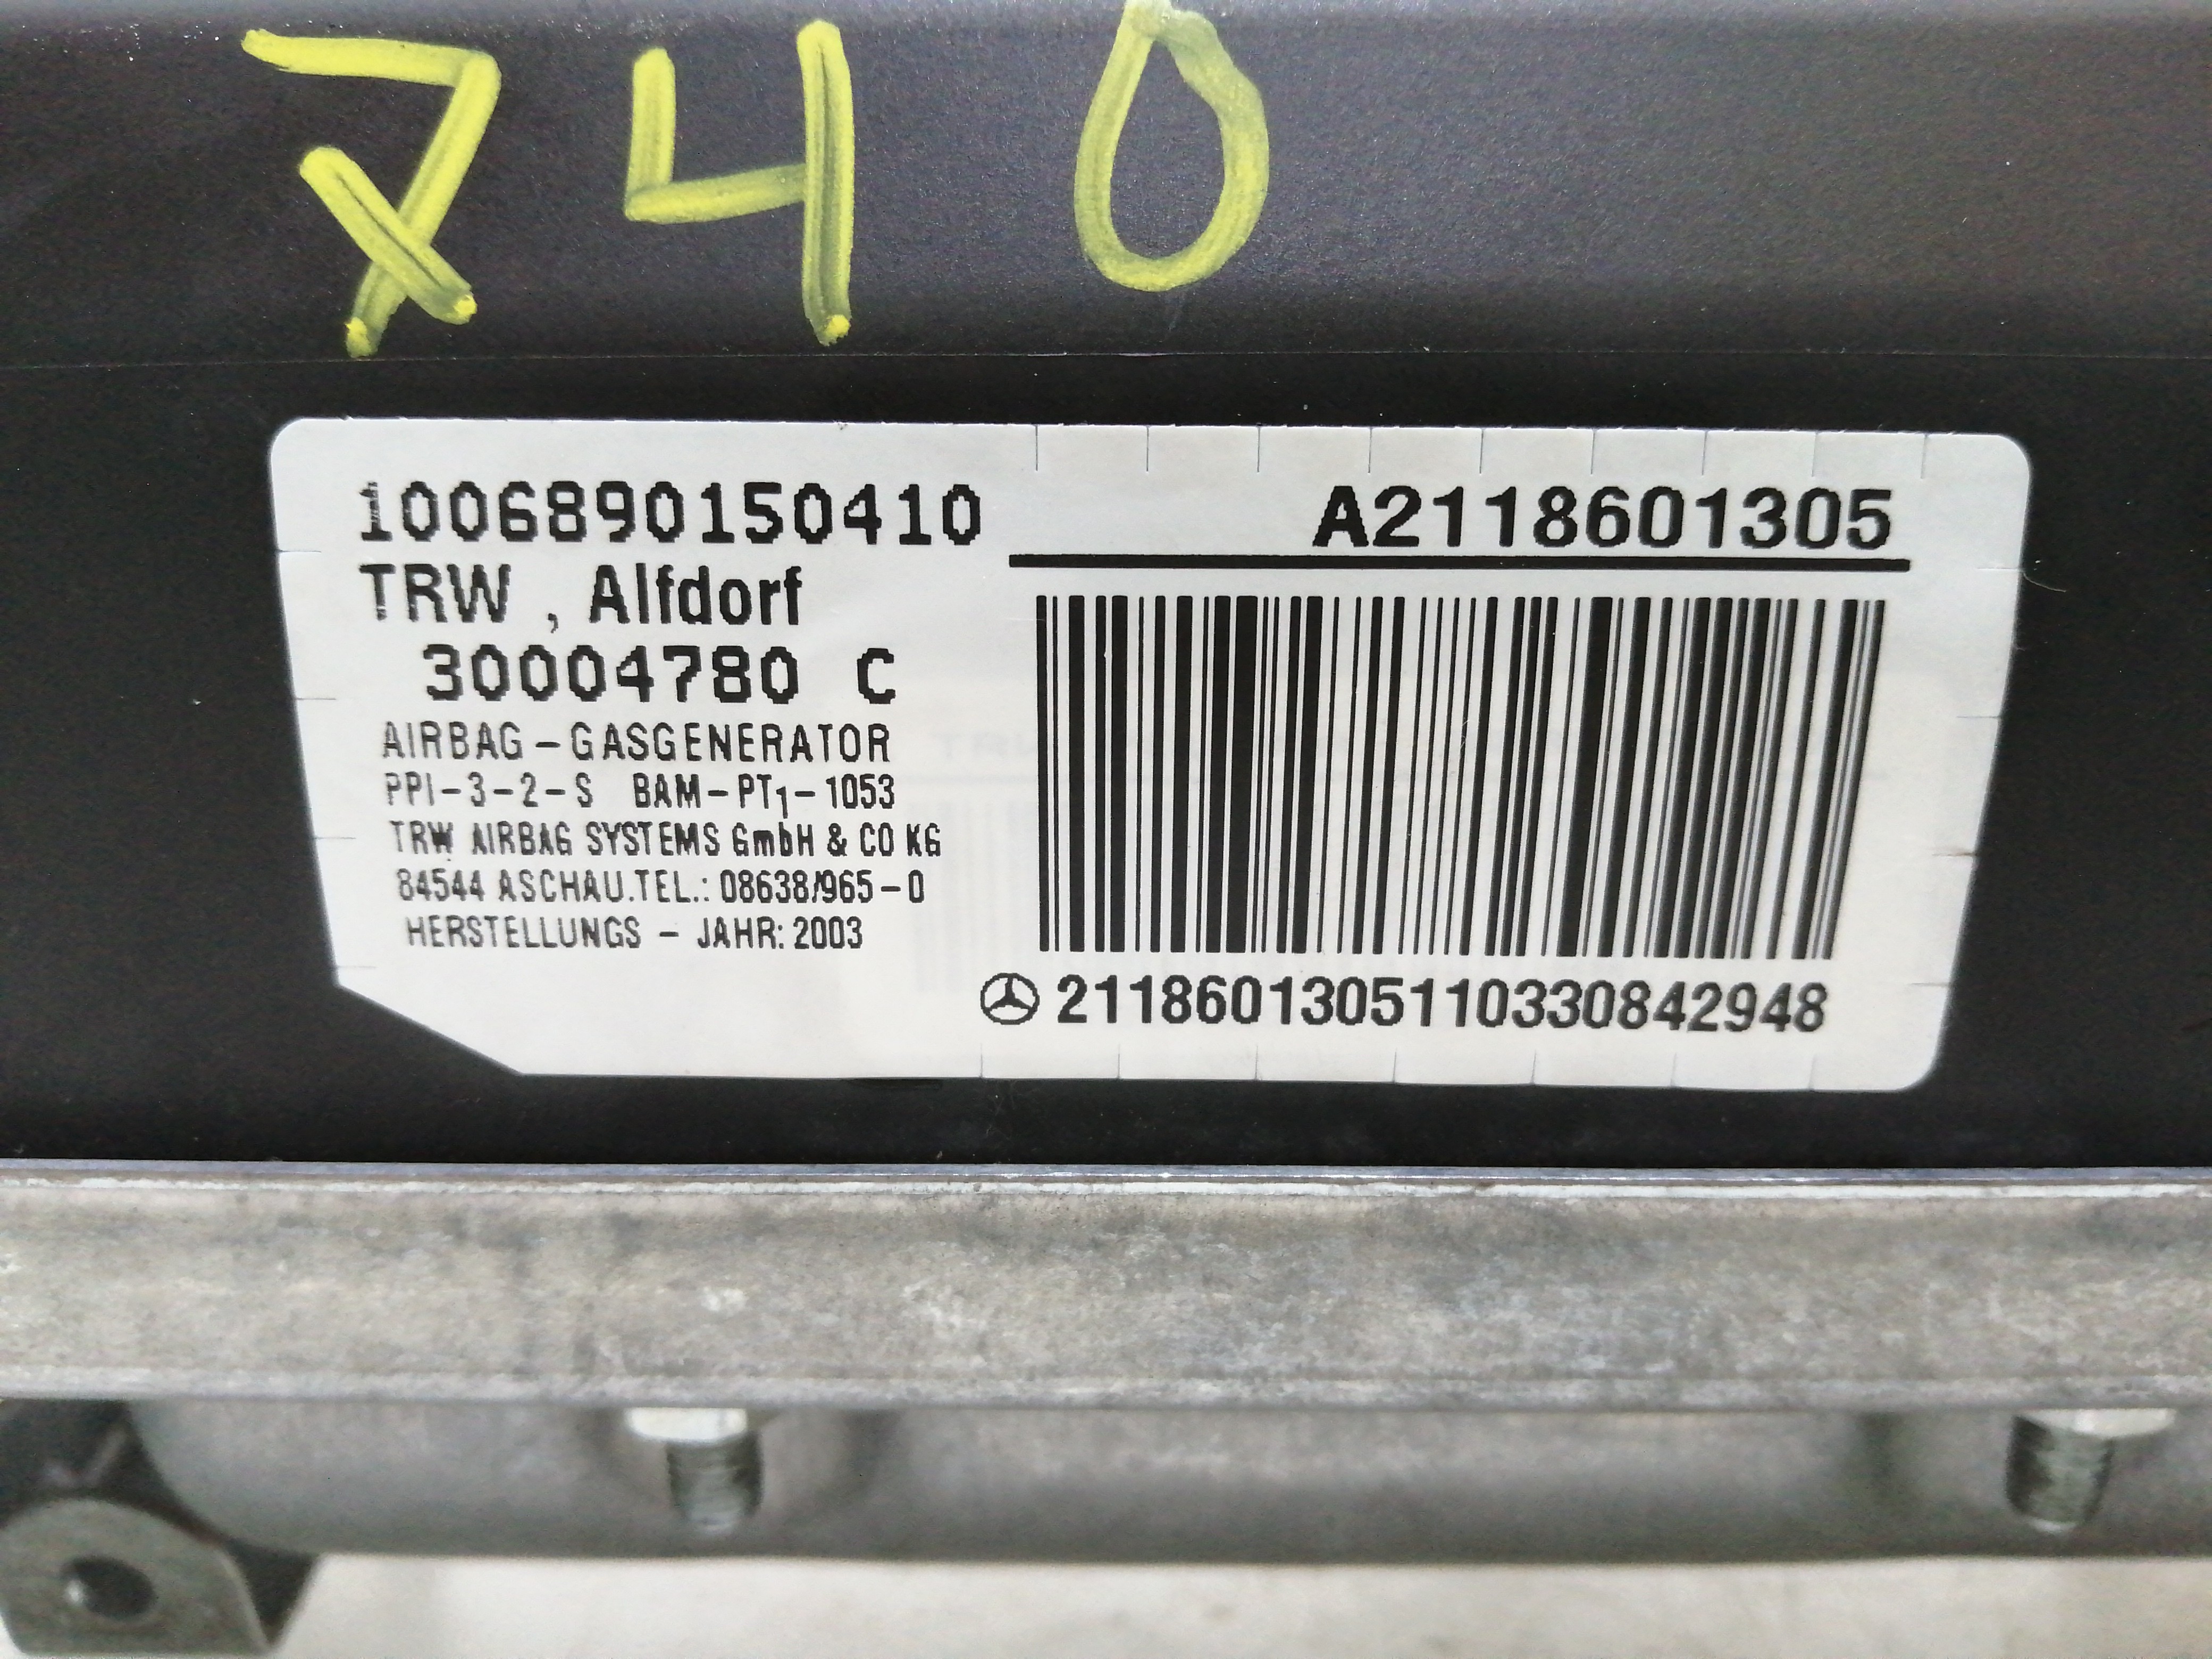 740
1006890150410
TRW , Alfdorf
30004780 C
AIRBAG-GASGENERATOR
PPI-3-2-S BAM-PT1-1053
TRW AIRBAG SYSTEMS GmbH & CO KG
84544 ASCHAU.TEL.: 08638/965-0
HERSTELLUNGS - JAHR: 2003
A2118601305
2118601305110330842948